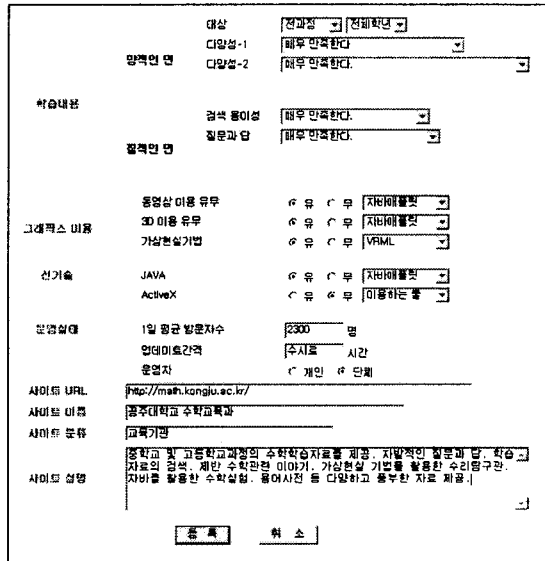 대상 전과정 전체학년
양적인 면 다양성-1 매우 만족한다
다양성-2 매우 만족한다.
학습내용
검색 용이성 매우 만족한다.
질문과 답 매우 만족한다.
질적인 면
동영상 이용 유무 유 무 자바애플릿
3D 이용 유무 유 무 자바애플릿
그래픽스 이용
가상현실기법 유 무 VRML
신기술 JAVA 유 무 자바애플릿
ActiveX 유 무 이용하는 툴
운영실태 1일 평균 방문자수 2300 명
업데이트간격 수시로 시간
운영자 개인 단체
사이트 URL http://math.kongju.ac.kr/
사이트 이름 공주대학교 수학교육과
사이트 분류 교육기관
중학교 및 고등학교과정의 수학학습자료를 제공. 자발적인 질문과 답. 학습
자료의 검색. 제반 수학관련 이야기. 가상현실 기법을 활용한 수리탐구관.
사이트 설명 자바를 활용한 수학실험. 용어사전 등 다양하고 풍부한 자료 제공.
등 록 취 소